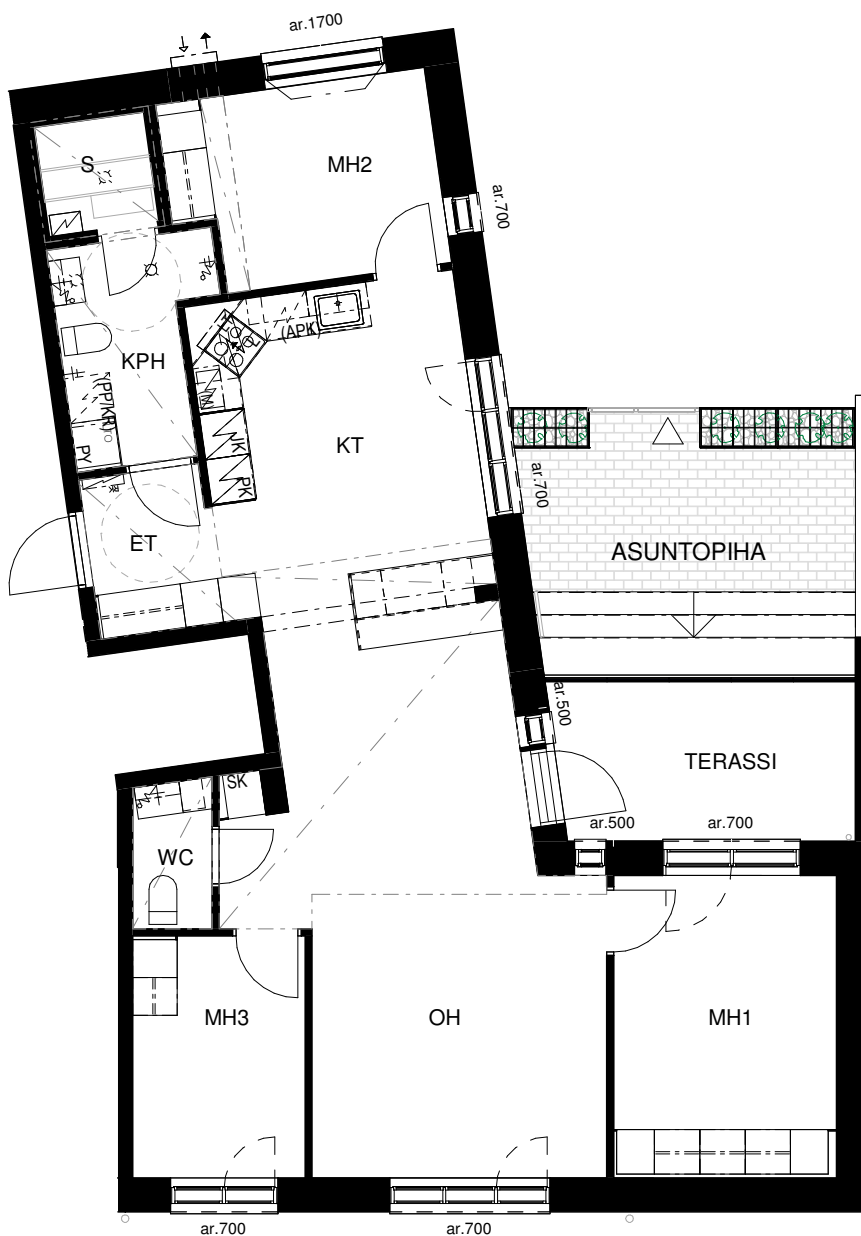 ar.1700
S
MH2
ar.700
(APK)
KPH
(PP/KR)
PY
JK
PK
KT
ar.700
ET
ASUNTOPIHA
ar.500
TERASSI
SK
ar.500
ar.700
WC
MH3
OH
MH1
ar.700
ar.700